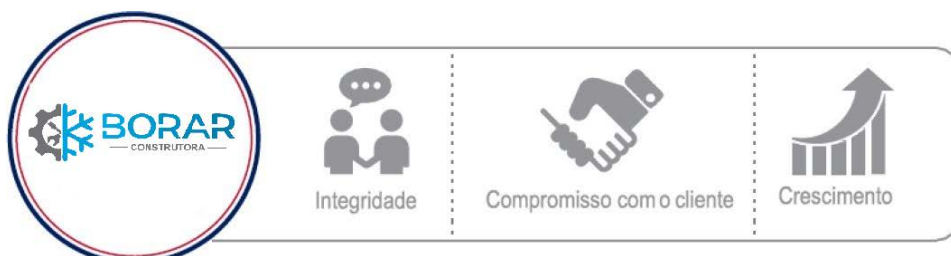 BORAR
CONSTRUTORA
Integridade
Compromisso com o cliente
Crescimento